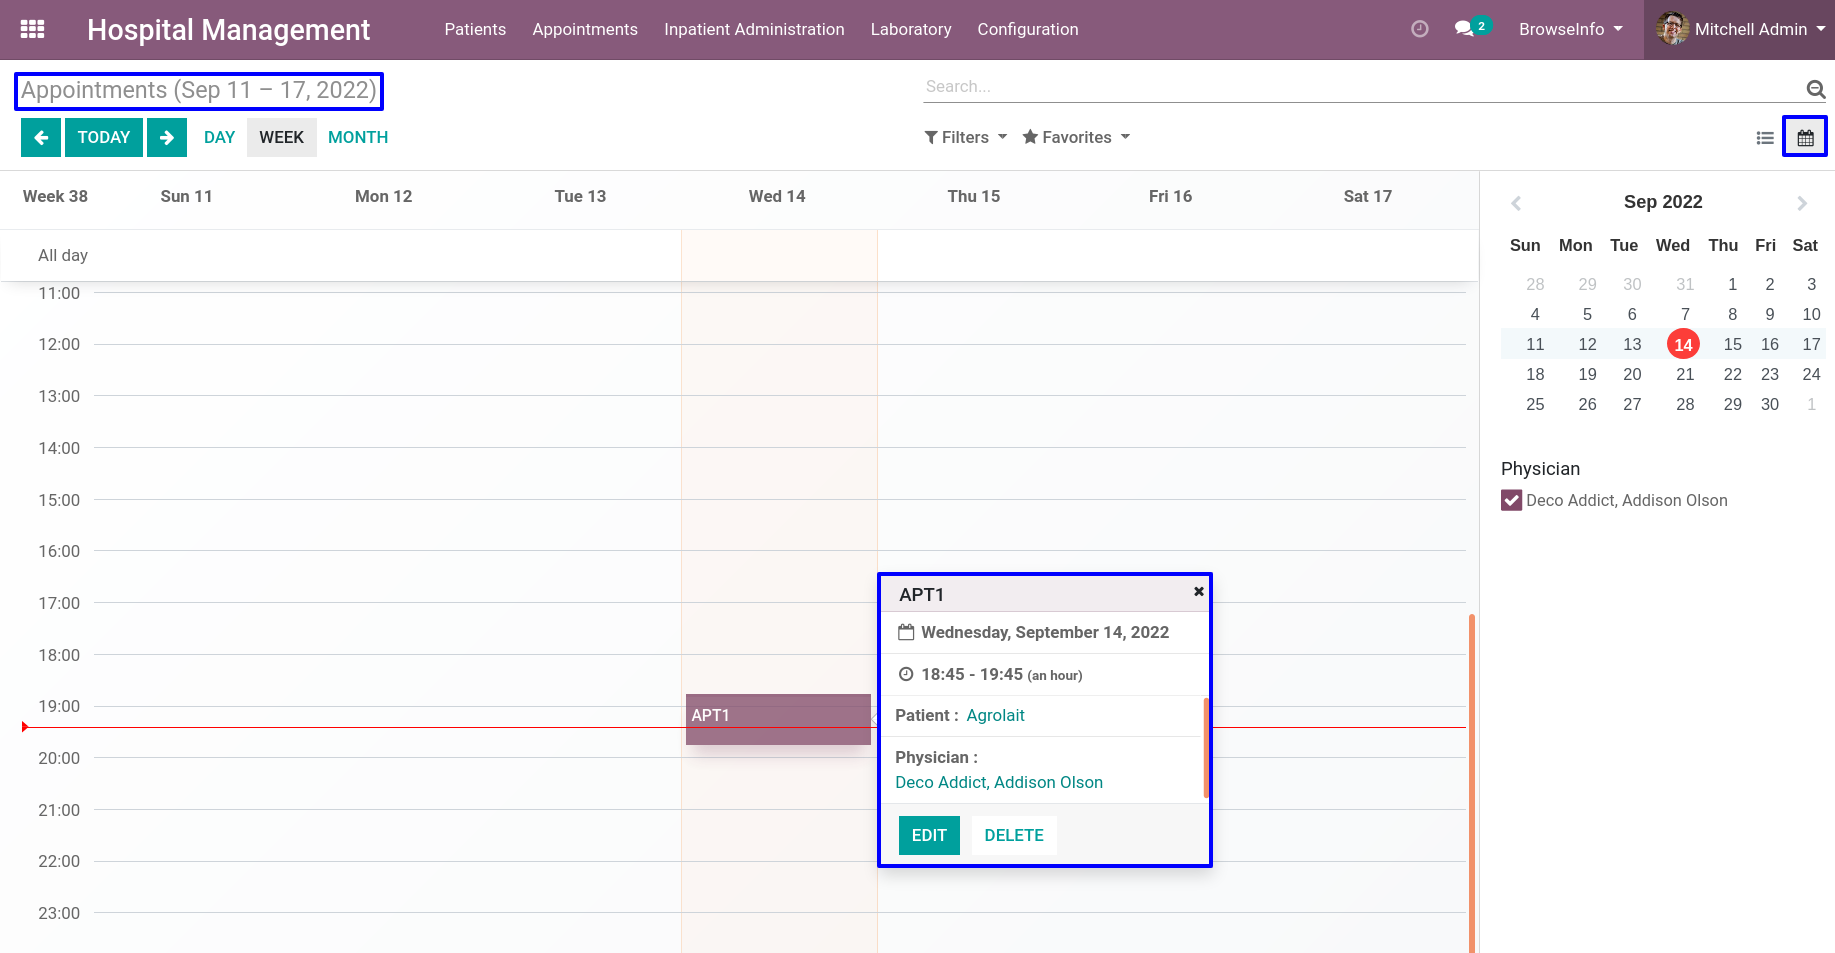 Hospital Management
Patients Appointments Inpatient Administration Laboratory Configuration
2
BrowseInfo
Mitchell Admin
Appointments (Sep 11 – 17, 2022)
Search...
TODAY
DAY WEEK MONTH
Filters Favorites
Week 38 Sun 11 Mon 12 Tue 13 Wed 14 Thu 15 Fri 16 Sat 17
All day
11:00
12:00
13:00
14:00
15:00
16:00
17:00
18:00
19:00
20:00
21:00
22:00
23:00
APT1
APT1
Wednesday, September 14, 2022
18:45 - 19:45 (an hour)
Patient : Agrolait
Physician :
Deco Addict, Addison Olson
EDIT DELETE
Sep 2022
Sun Mon Tue Wed Thu Fri Sat
28 29 30 31 1 2 3
4 5 6 7 8 9 10
11 12 13 14 15 16 17
18 19 20 21 22 23 24
25 26 27 28 29 30 1
Physician
Deco Addict, Addison Olson